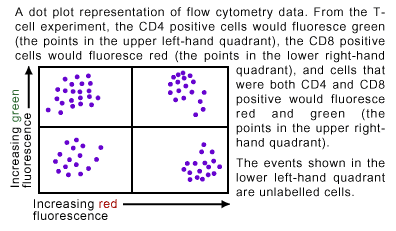 A dot plot representation of flow cytometry data. From the T-
cell experiment, the CD4 positive cells would fluoresce green
(the points in the upper left-hand quadrant), the CD8 positive
cells would fluoresce red (the points in the lower right-hand
quadrant), and cells that
were both CD4 and CD8
positive would fluoresce
red and green (the
points in the upper right-
hand quadrant).
The events shown in the
lower left-hand quadrant
are unlabelled cells.
Increasing green
fluorescence
Increasing red
fluorescence